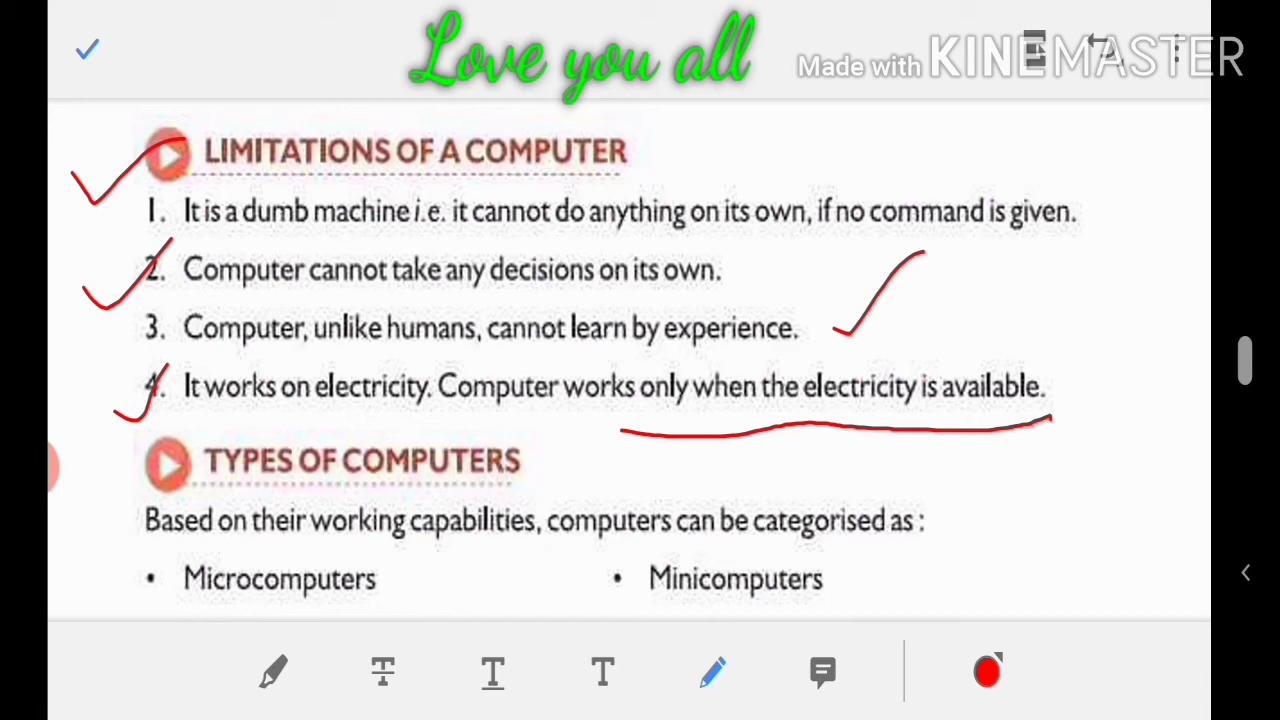 Love you all
Made with KINEMASTER
LIMITATIONS OF A COMPUTER
1. It is a dumb machine i.e. it cannot do anything on its own, if no command is given.
2. Computer cannot take any decisions on its own.
3. Computer, unlike humans, cannot learn by experience.
4. It works on electricity. Computer works only when the electricity is available.
TYPES OF COMPUTERS
Based on their working capabilities, computers can be categorised as :
• Microcomputers • Minicomputers